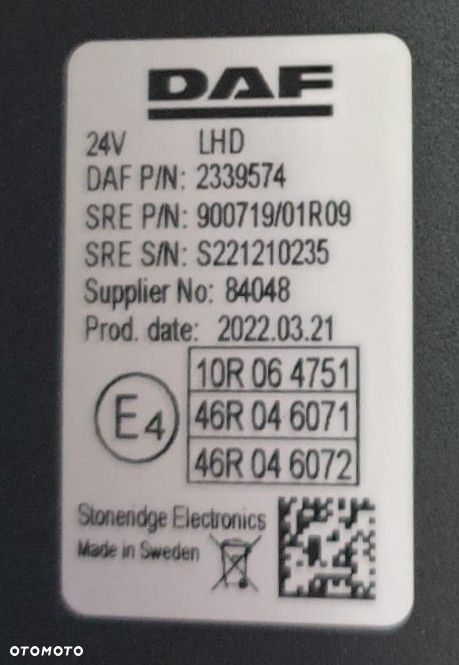 DAF
24V LHD
DAF P/N: 2339574
SRE P/N: 900719/01R09
SRE S/N: S221210235
Supplier No: 84048
Prod. date: 2022.03.21
E4
10R 06 4751
46R 04 6071
46R 04 6072
Stoneridge Electronics
Made in Sweden
OTOMOTO